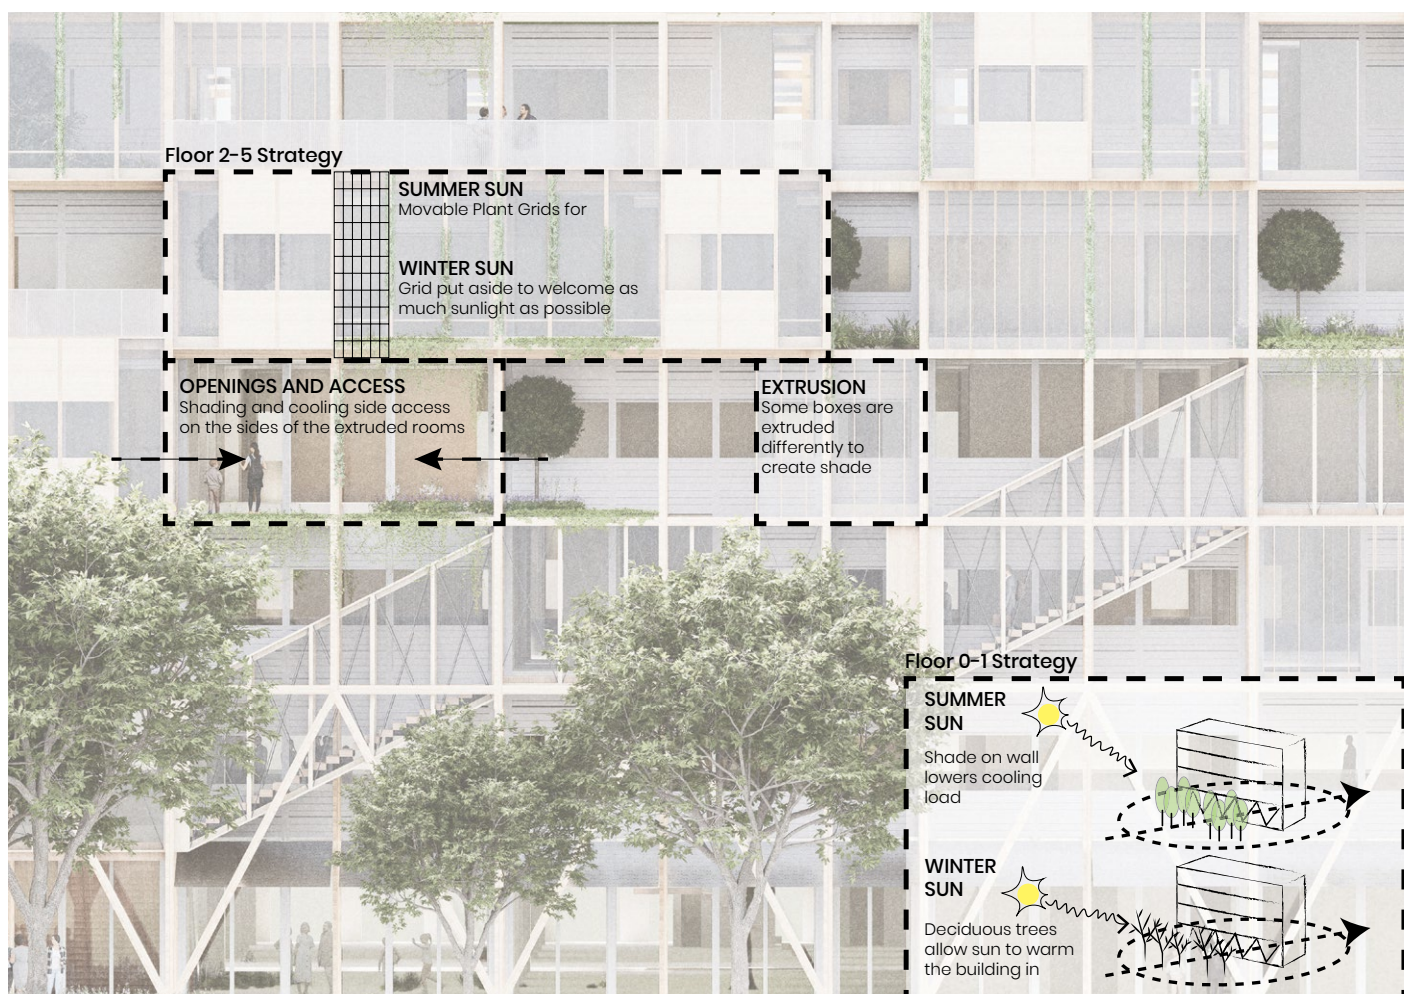 Floor 2-5 Strategy
SUMMER SUN
Movable Plant Grids for
WINTER SUN
Grid put aside to welcome as
much sunlight as possible
OPENINGS AND ACCESS
Shading and cooling side access
on the sides of the extruded rooms
EXTRUSION
Some boxes are
extruded
differently to
create shade
Floor 0-1 Strategy
SUMMER
SUN
Shade on wall
lowers cooling
load
WINTER
SUN
Deciduous trees
allow sun to warm
the building in